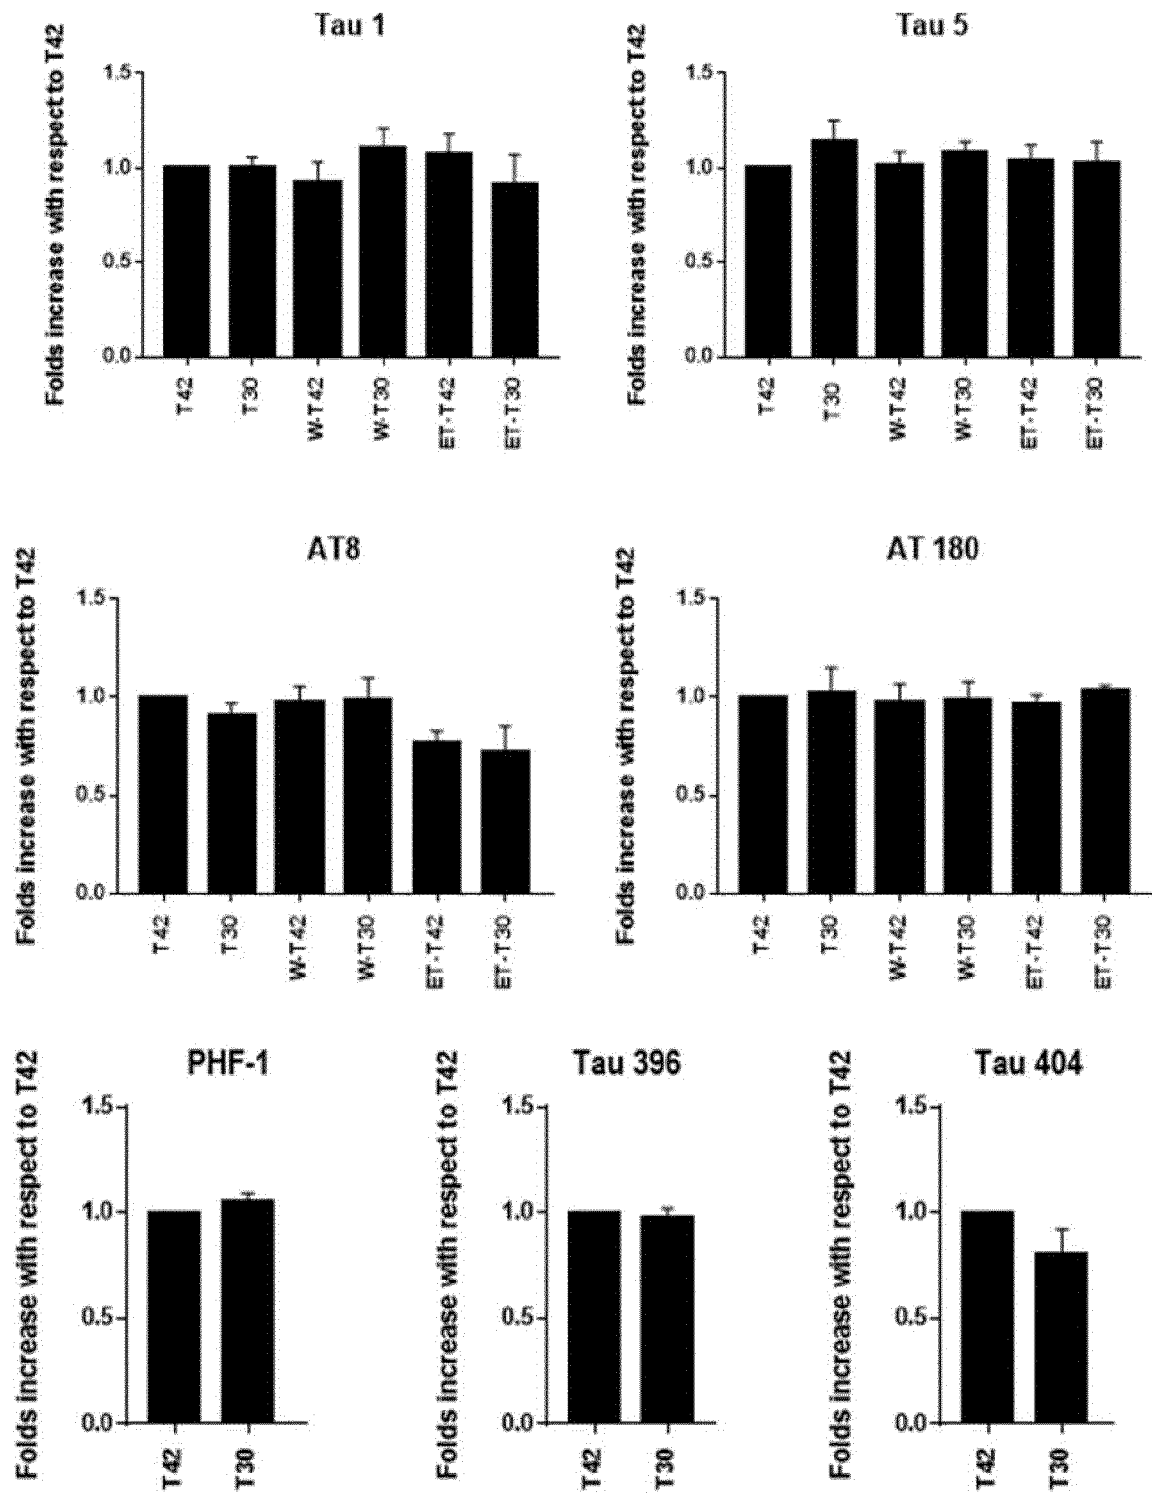 Tau 1
Folds increase with respect to T42
1.5
1.0
0.5
0.0
T42
T30
W-T42
W-T30
ET-T42
ET-T30
Tau 5
Folds increase with respect to T42
1.5
1.0
0.5
0.0
T42
T30
W-T42
W-T30
ET-T42
ET-T30
AT8
Folds increase with respect to T42
1.5
1.0
0.5
0.0
T42
T30
W-T42
W-T30
ET-T42
ET-T30
AT 180
Folds increase with respect to T42
1.5
1.0
0.5
0.0
T42
T30
W-T42
W-T30
ET-T42
ET-T30
PHF-1
Folds increase with respect to T42
1.5
1.0
0.5
0.0
T42
T30
Tau 396
Folds increase with respect to T42
1.5
1.0
0.5
0.0
T42
T30
Tau 404
Folds increase with respect to T42
1.5
1.0
0.5
0.0
T42
T30